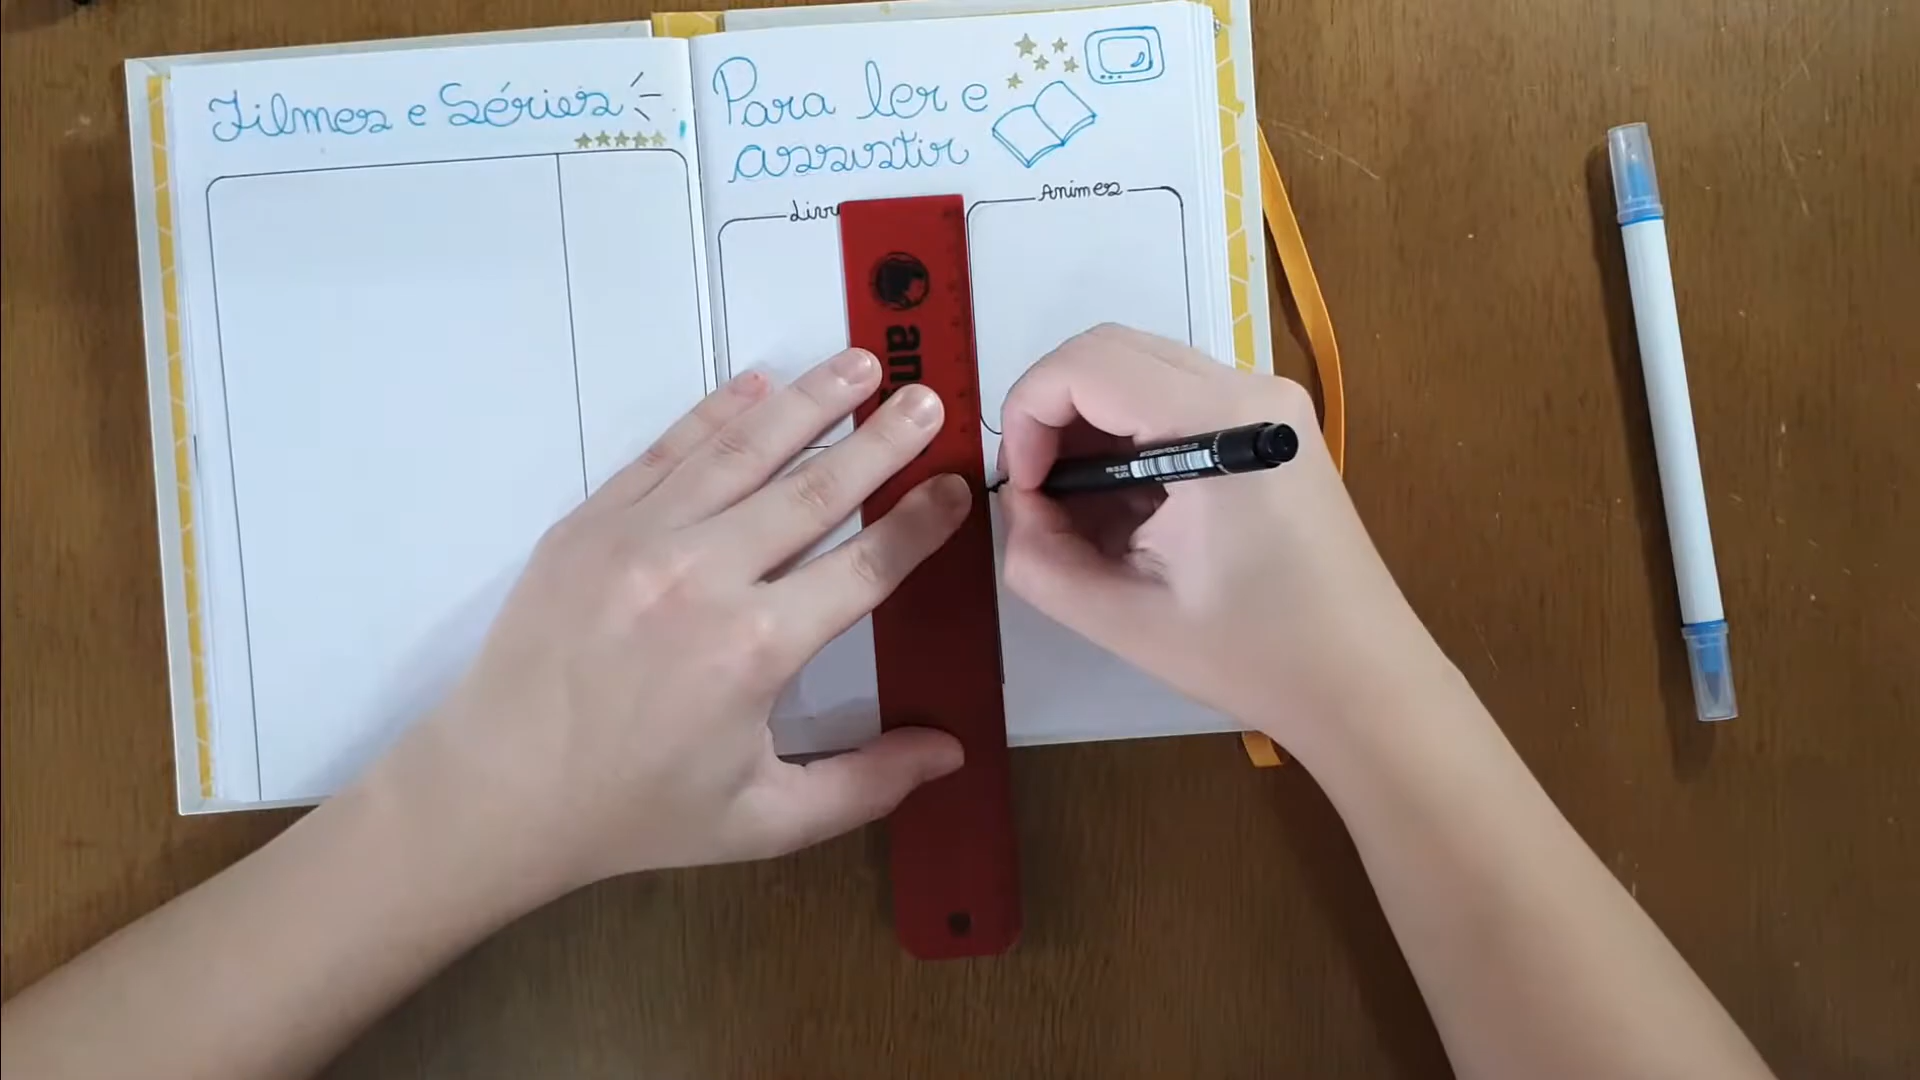 Filmes e Séries
Para ler e
assistir
Animes